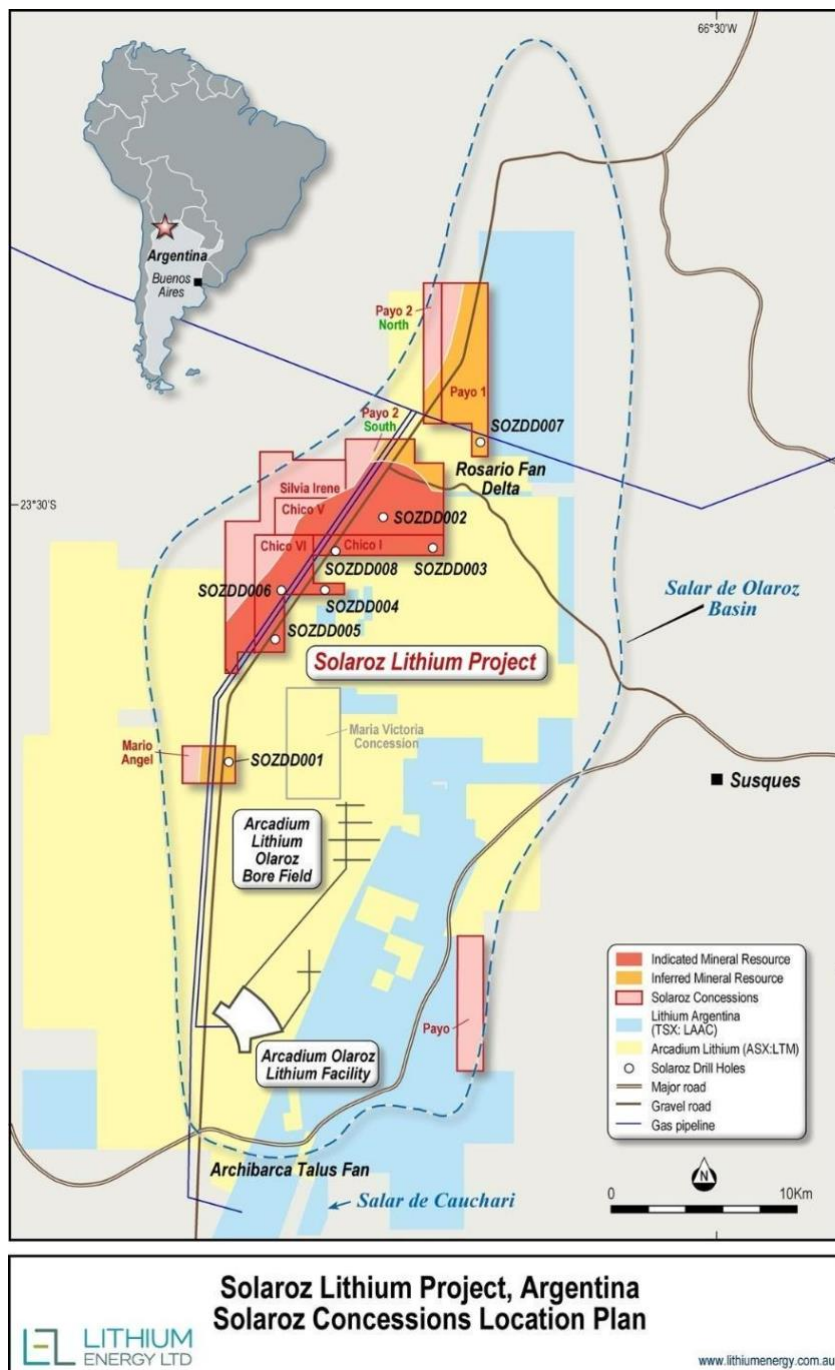 66°30'W
Argentina
Buenos
Aires
Payo 2
North
Payo 1
Payo 2
South
SOZDD007
Rosario Fan
Delta
23°30'S
Silvia Irene
Chico V
SOZDD002
Chico VI
Chico I
SOZDD008
SOZDD003
SOZDD006
SOZDD004
SOZDD005
Salar de Olaroz
Basin
Solaroz Lithium Project
Maria Victoria
Concession
Mario
Angel
SOZDD001
Susques
Arcadium
Lithium
Olaroz
Bore Field
Payo
Arcadium Olaroz
Lithium Facility
Indicated Mineral Resource
Inferred Mineral Resource
Solaroz Concessions
Lithium Argentina
(TSX: LAAC)
Arcadium Lithium (ASX:LTM)
Solaroz Drill Holes
Major road
Gravel road
Gas pipeline
Archibarca Talus Fan
Salar de Cauchari
N
0
10Km
Solaroz Lithium Project, Argentina
Solaroz Concessions Location Plan
LITHIUM
ENERGY LTD
www.lithiumenergy.com.au